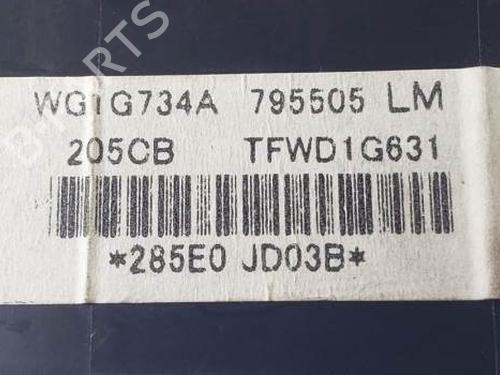 WG1G734A 795505 LM
205CB TFWD1G631
*285E0 JD03B*